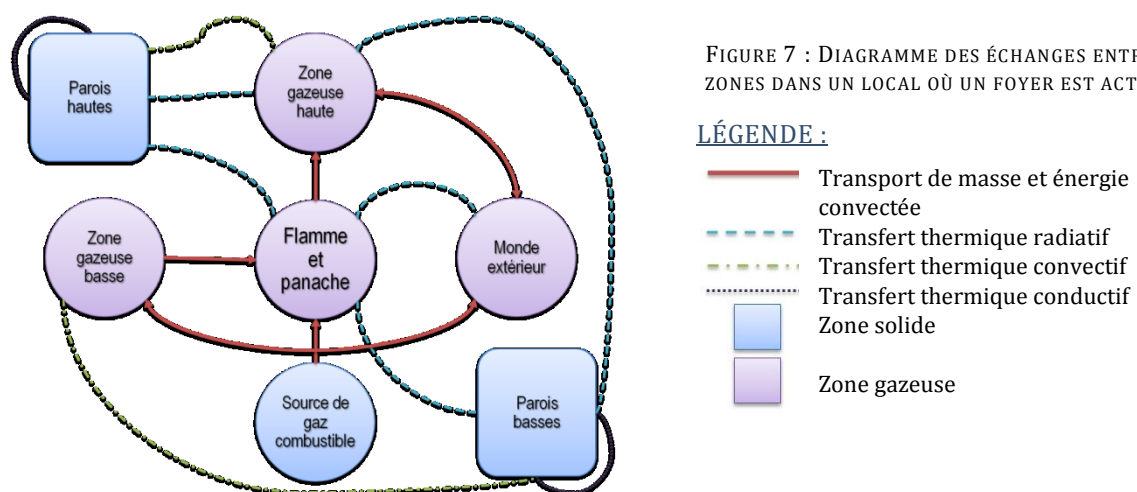 Parois
hautes
Zone
gazeuse
haute
Zone
gazeuse
basse
Flamme
et
panache
Monde
extérieur
Source de
gaz
combustible
Parois
basses
FIGURE 7 : DIAGRAMME DES ÉCHANGES ENTR
ZONES DANS UN LOCAL OÙ UN FOYER EST ACT
LÉGENDE :
Transport de masse et énergie
convectée
Transfert thermique radiatif
Transfert thermique convectif
Transfert thermique conductif
Zone solide
Zone gazeuse